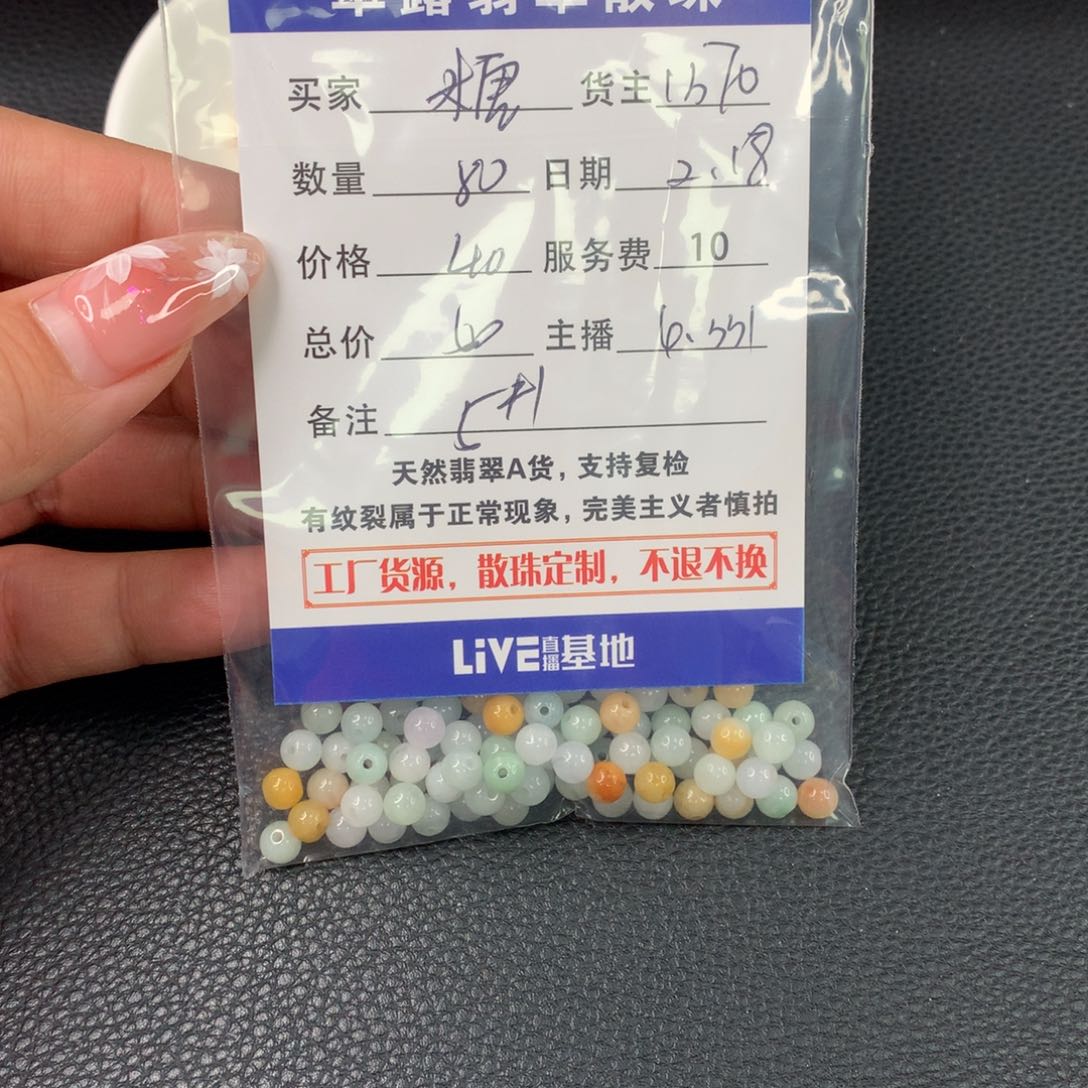 翠路翡翠散珠
买家 糖 货主 1570
数量 80 日期 2.18
价格 40 服务费 10
总价 50 主播
备注
天然翡翠A货，支持复检
有纹裂属于正常现象，完美主义者慎拍
工厂货源，散珠定制，不退不换
LiVE直播基地